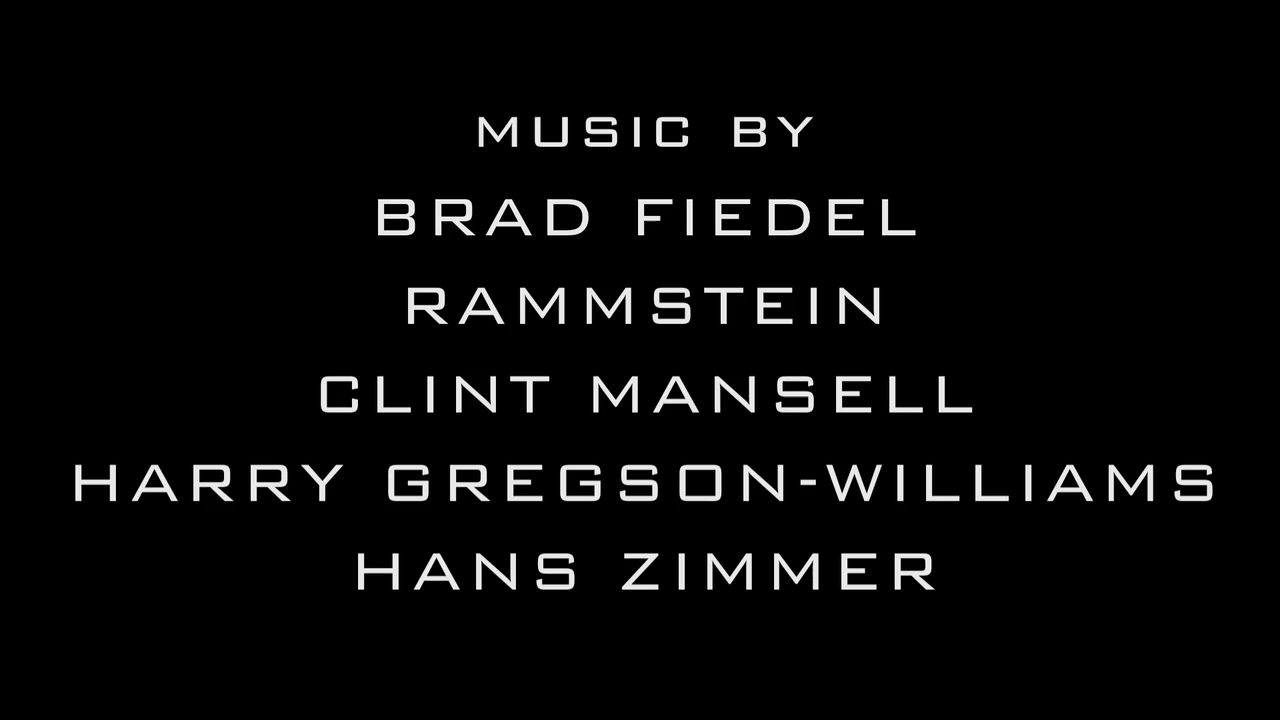 MUSIC BY
BRAD FIEDEL
RAMMSTEIN
CLINT MANSELL
HARRY GREGSON-WILLIAMS
HANS ZIMMER